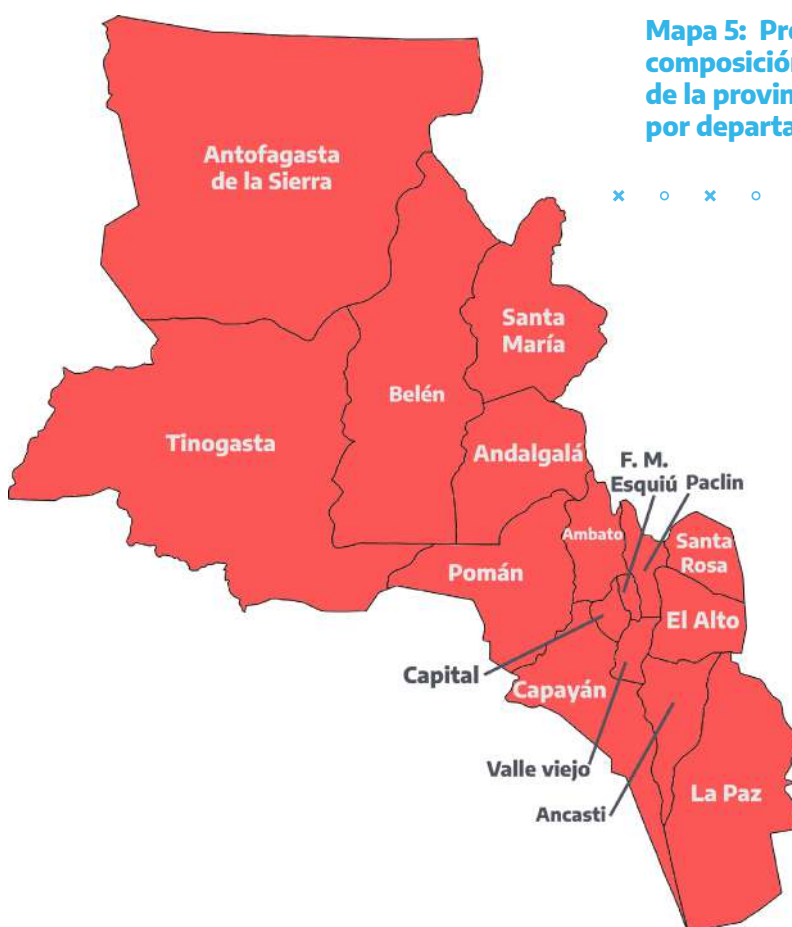 Mapa 5: Pr
composición
de la provin
por departa
Antofagasta
de la Sierra
Santa
María
Belén
Tinogasta
Andalgalá
F. M.
Esquiú
Paclin
Ambato
Santa
Rosa
Pomán
El Alto
Capital
Capayán
Valle viejo
La Paz
Ancasti